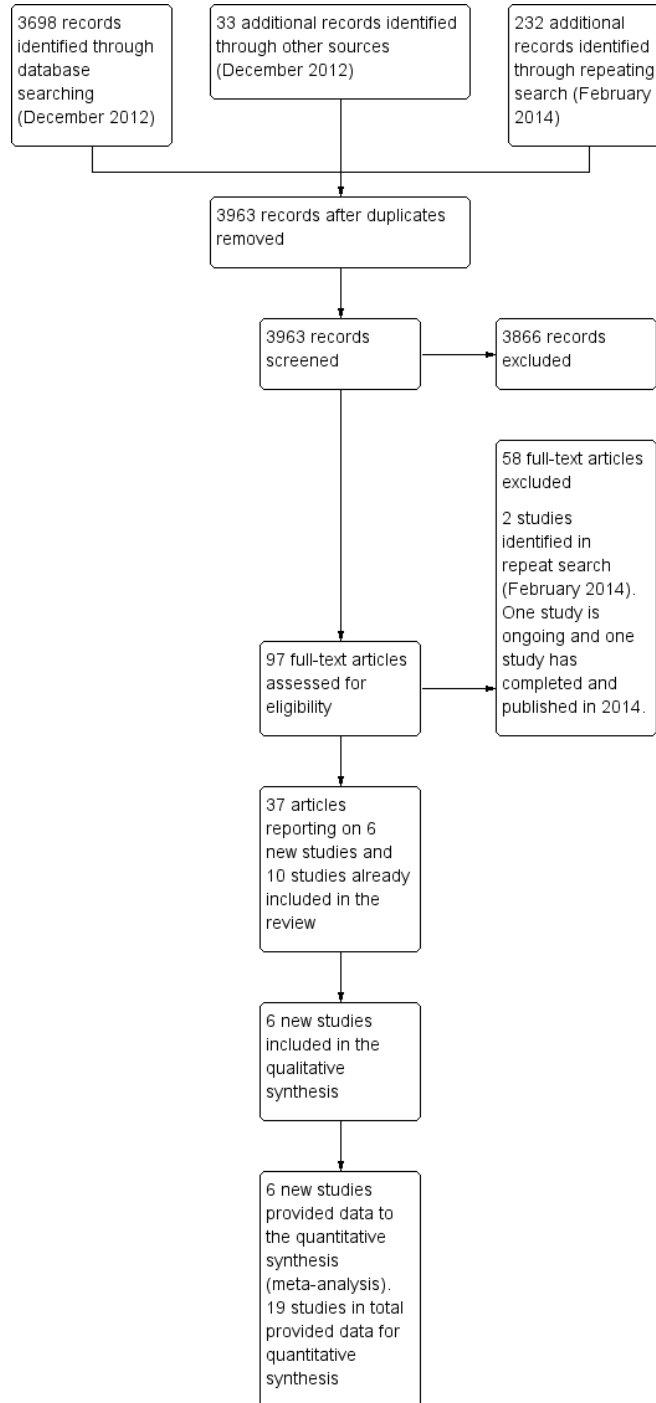 3698 records
identified through
database
searching
(December 2012)
33 additional records identified
through other sources
(December 2012)
232 additional
records identified
through repeating
search (February
2014)
3963 records after duplicates
removed
3963 records
screened
3866 records
excluded
58 full-text articles
excluded
2 studies
identified in
repeat search
(February 2014).
One study is
ongoing and one
study has
completed and
published in 2014.
97 full-text articles
assessed for
eligibility
37 articles
reporting on 6
new studies and
10 studies already
included in the
review
6 new studies
included in the
qualitative
synthesis
6 new studies
provided data to
the quantitative
synthesis
(meta-analysis).
19 studies in total
provided data for
quantitative
synthesis